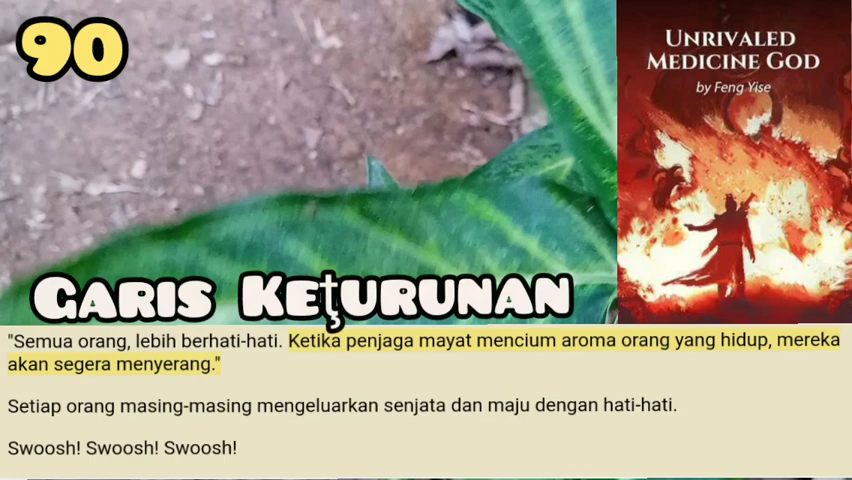 90
UNRIVALED
MEDICINE GOD
by Feng Yise
GARIS KEŢURUNAN
"Semua orang, lebih berhati-hati. Ketika penjaga mayat mencium aroma orang yang hidup, mereka
akan segera menyerang."
Setiap orang masing-masing mengeluarkan senjata dan maju dengan hati-hati.
Swoosh! Swoosh! Swoosh!